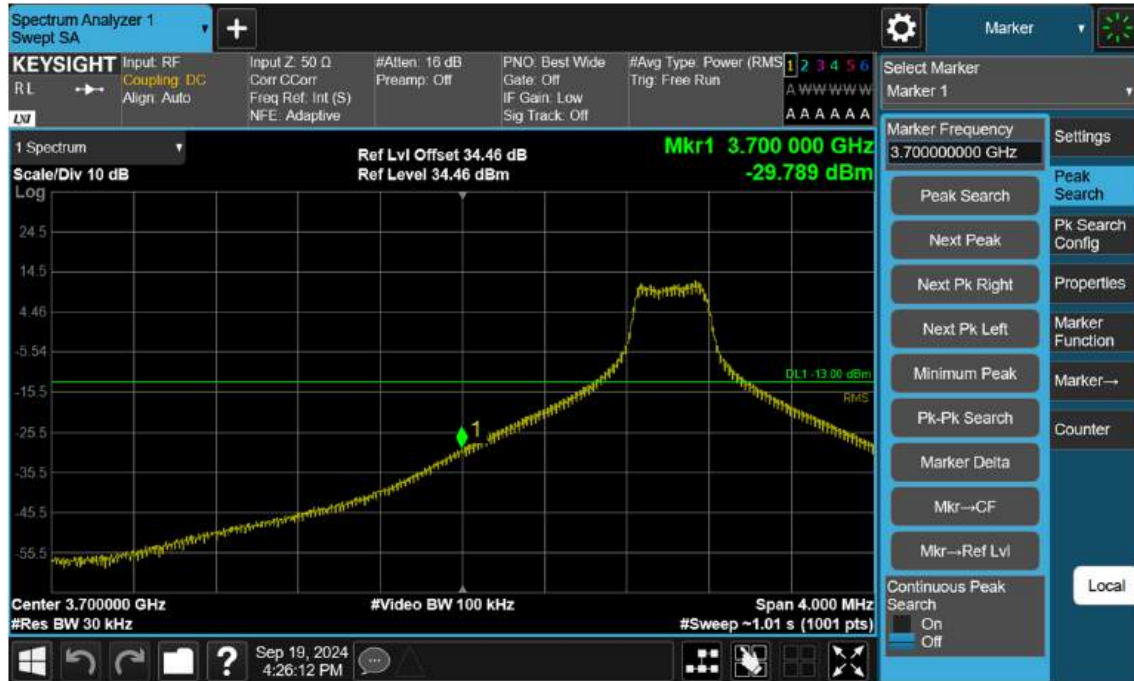 Spectrum Analyzer 1
Swept SA
Marker
KEYSIGHT
RL
LXI
Input: RF
Coupling: DC
Align: Auto
Input Z: 50 Ω
Corr CCorr
Freq Ref: Int (S)
NFE: Adaptive
#Atten: 16 dB
Preamp: Off
PNO: Best Wide
Gate: Off
IF Gain: Low
Sig Track: Off
#Avg Type: Power (RMS
Trig: Free Run
1 2 3 4 5 6
A W W W W W
A A A A A A
Select Marker
Marker 1
1 Spectrum
Scale/Div 10 dB
Ref Lvl Offset 34.46 dB
Ref Level 34.46 dBm
Mkr1 3.700 000 GHz
-29.789 dBm
Log
24.5
14.5
4.46
-5.54
-15.5
-25.5
-35.5
-45.5
-55.5
DL1 -13.00 dBm
RMS
1
Center 3.700000 GHz
#Res BW 30 kHz
#Video BW 100 kHz
Span 4.000 MHz
#Sweep ~1.01 s (1001 pts)
Marker Frequency
3.700000000 GHz
Peak Search
Next Peak
Next Pk Right
Next Pk Left
Minimum Peak
Pk-Pk Search
Marker Delta
Mkr→CF
Mkr→Ref Lvl
Continuous Peak
Search
On
Off
Settings
Peak
Search
Pk Search
Config
Properties
Marker
Function
Marker→
Counter
Local
?
Sep 19, 2024
4:26:12 PM